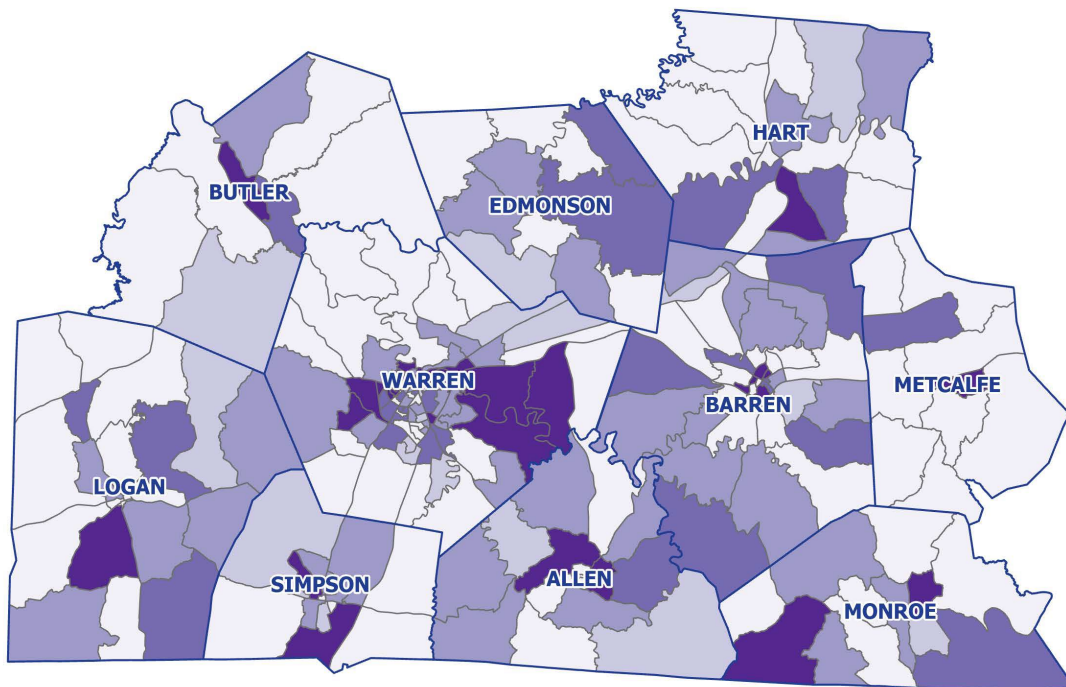 HART
BUTLER
EDMONSON
WARREN
METCALFE
BARREN
LOGAN
SIMPSON
ALLEN
MONROE